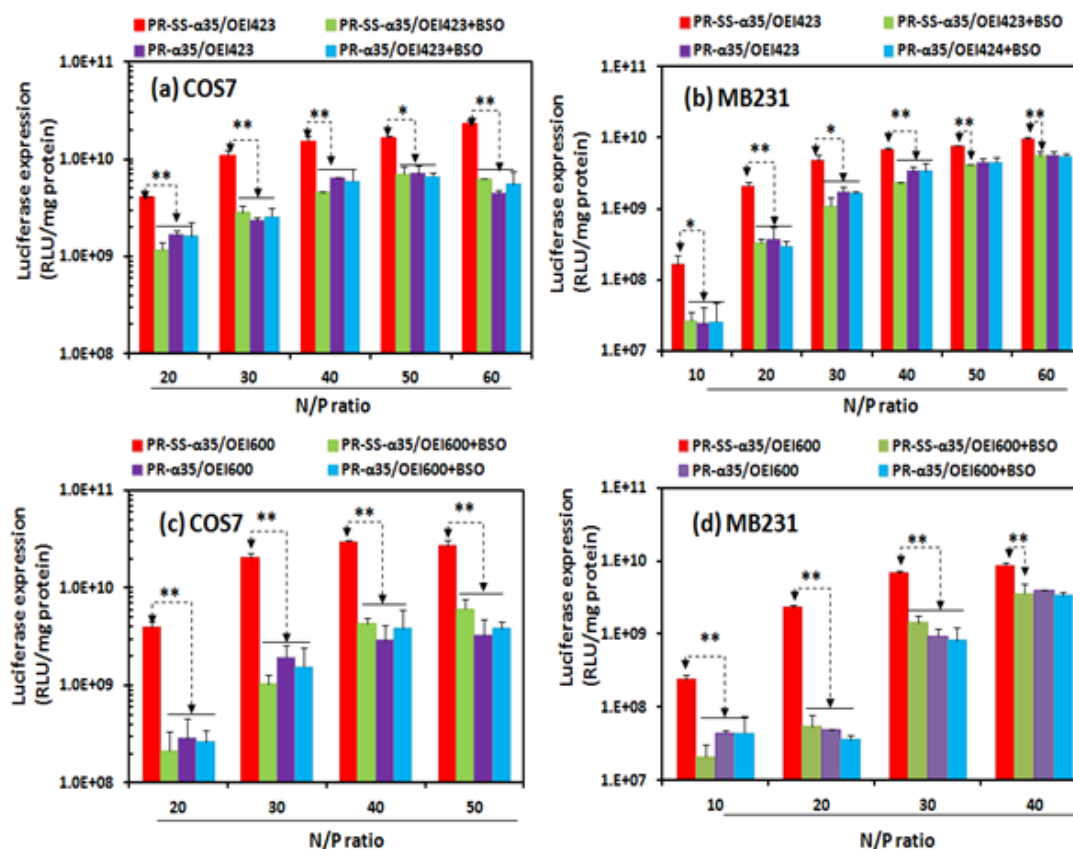 PR-SS-α35/OEI423 PR-SS-α35/OEI423+BSO
PR-α35/OEI423 PR-α35/OEI423+BSO
(a) COS7
Luciferase expression
(RLU/mg protein)
1.0E+11
1.0E+10
1.0E+09
1.0E+08
** ** ** * **
20 30 40 50 60
N/P ratio
PR-SS-α35/OEI423 PR-SS-α35/OEI423+BSO
PR-α35/OEI423 PR-α35/OEI424+BSO
(b) MB231
Luciferase expression
(RLU/mg protein)
1.E+11
1.E+10
1.E+09
1.E+08
1.E+07
* ** * ** ** **
10 20 30 40 50 60
N/P ratio
PR-SS-α35/OEI600 PR-SS-α35/OEI600+BSO
PR-α35/OEI600 PR-α35/OEI600+BSO
(c) COS7
Luciferase expression
(RLU/mg protein)
1.0E+11
1.0E+10
1.0E+09
1.0E+08
** ** ** **
20 30 40 50
N/P ratio
PR-SS-α35/OEI600 PR-SS-α35/OEI600+BSO
PR-α35/OEI600 PR-α35/OEI600+BSO
(d) MB231
Luciferase expression
(RLU/mg protein)
1.E+11
1.E+10
1.E+09
1.E+08
1.E+07
** ** ** **
10 20 30 40
N/P ratio